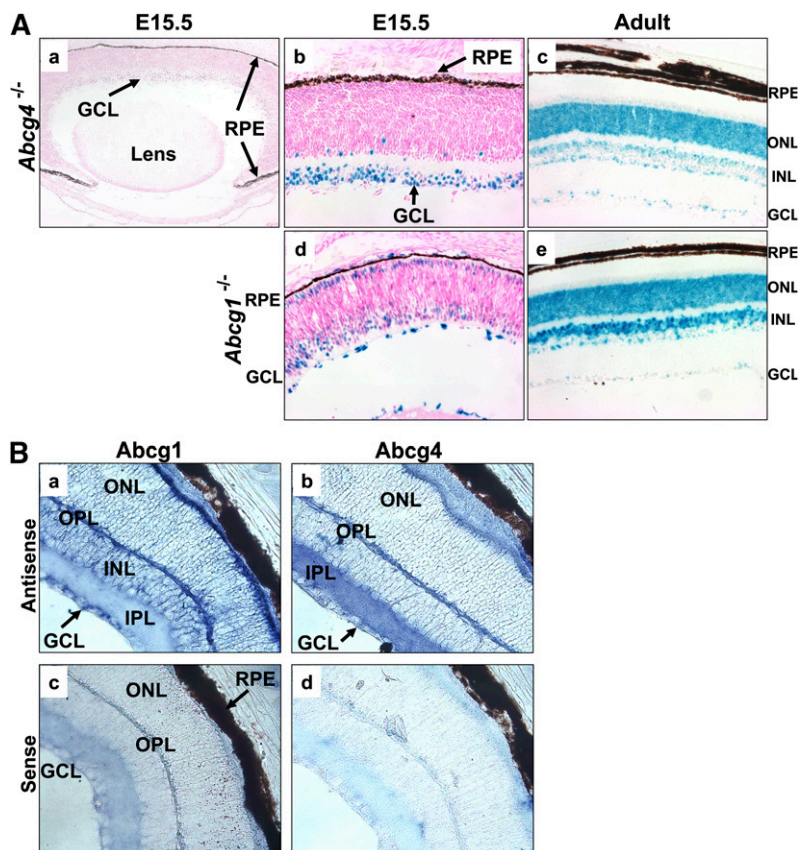 A
E15.5
E15.5
Adult
Abcg4-/-
a
GCL
RPE
Lens
b
RPE
GCL
c
RPE
ONL
INL
GCL
Abcg1-/-
d
RPE
GCL
e
RPE
ONL
INL
GCL
B
Abcg1
Abcg4
Antisense
a
ONL
OPL
INL
IPL
GCL
b
ONL
OPL
IPL
GCL
Sense
c
RPE
ONL
OPL
GCL
d